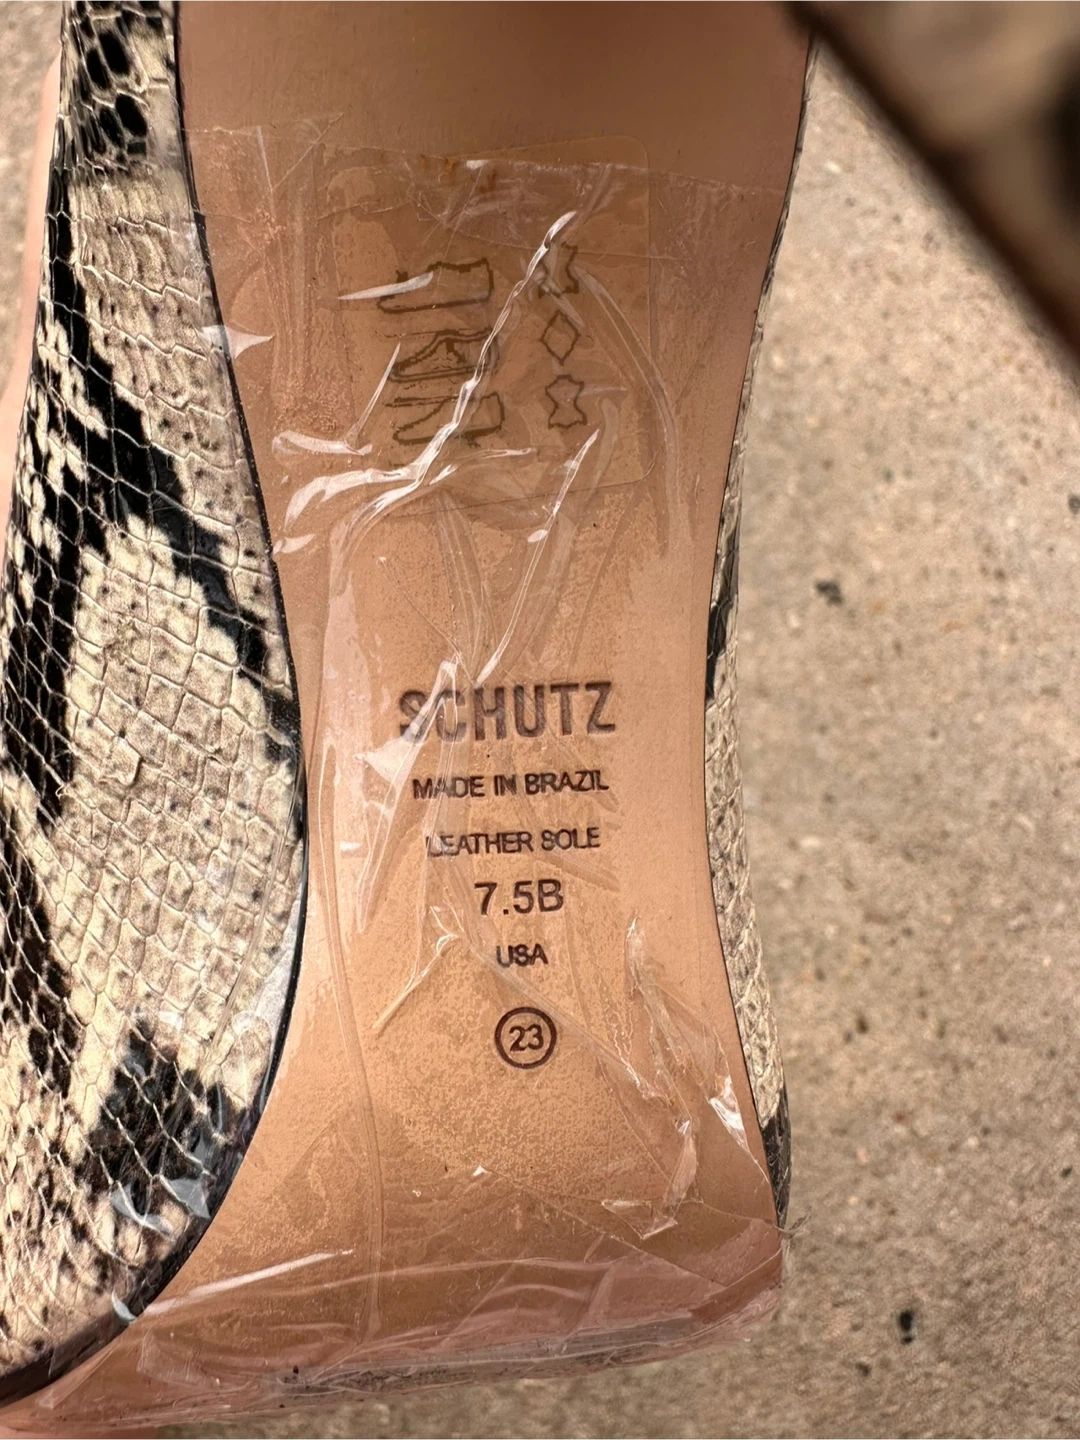 SCHUTZ
MADE IN BRAZIL
LEATHER SOLE
7.5B
USA
23